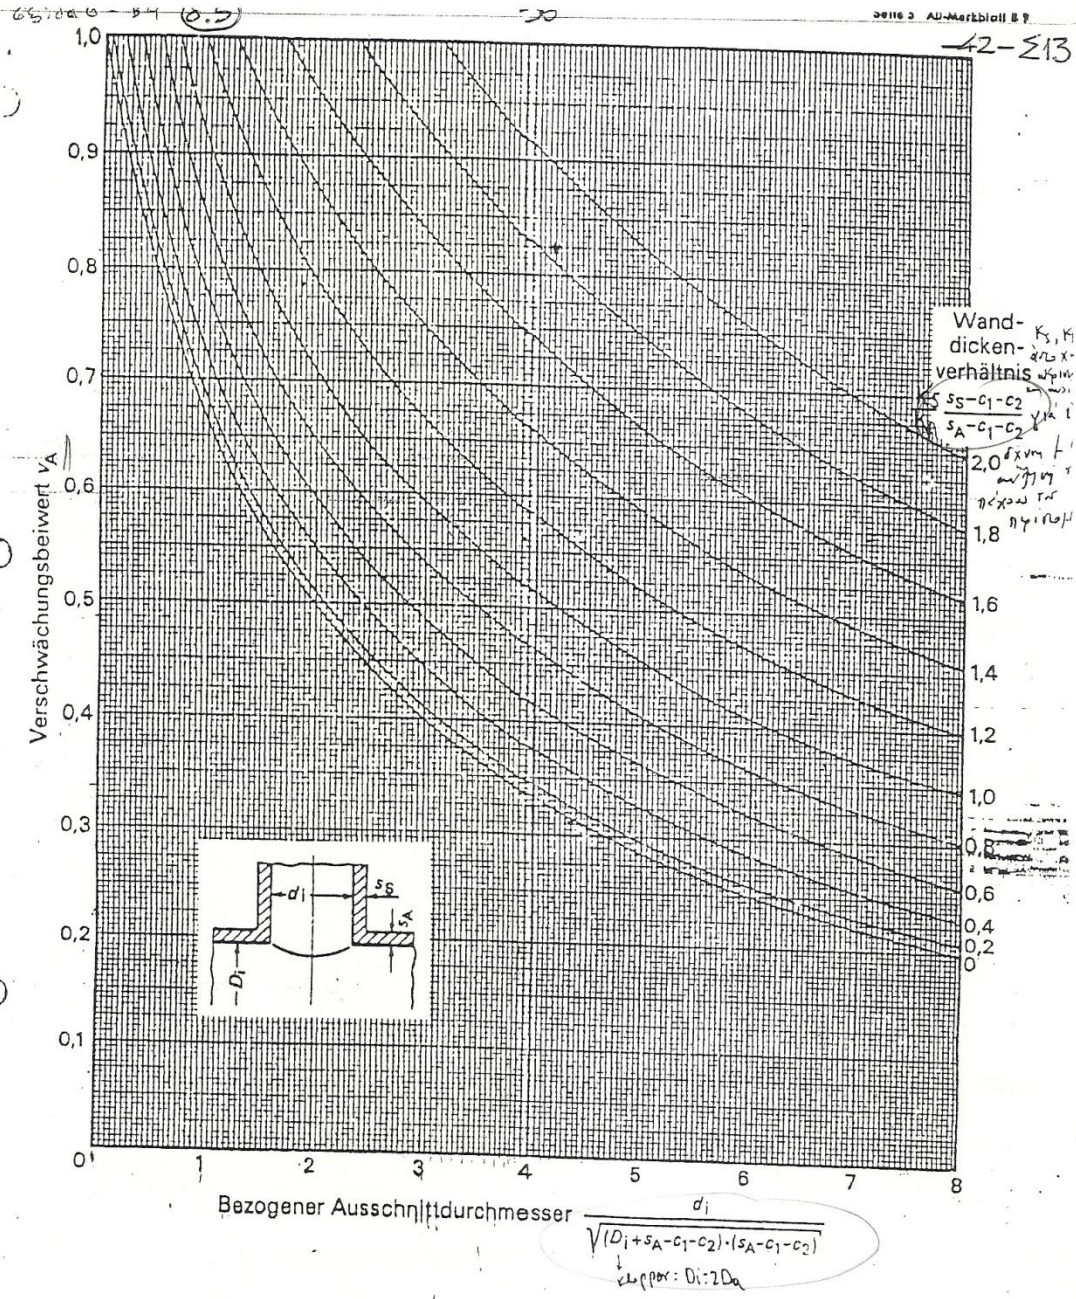 (0.5)
-30
Seite 3 AD-Merkblatt B 9
-42-Σ13
1,0
0,9
0,8
0,7
0,6
0,5
0,4
0,3
0,2
0,1
0
Verschwächungsbeiwert vA
Wand-
dicken-
verhältnis
sS-c1-c2
sA-c1-c2
2,0
1,8
1,6
1,4
1,2
1,0
0,8
0,6
0,4
0,2
0
di
sS
sA
Di
1 2 3 4 5 6 7 8
Bezogener Ausschnittdurchmesser di
√(Di+sA-c1-c2)·(sA-c1-c2)
Di=2Da